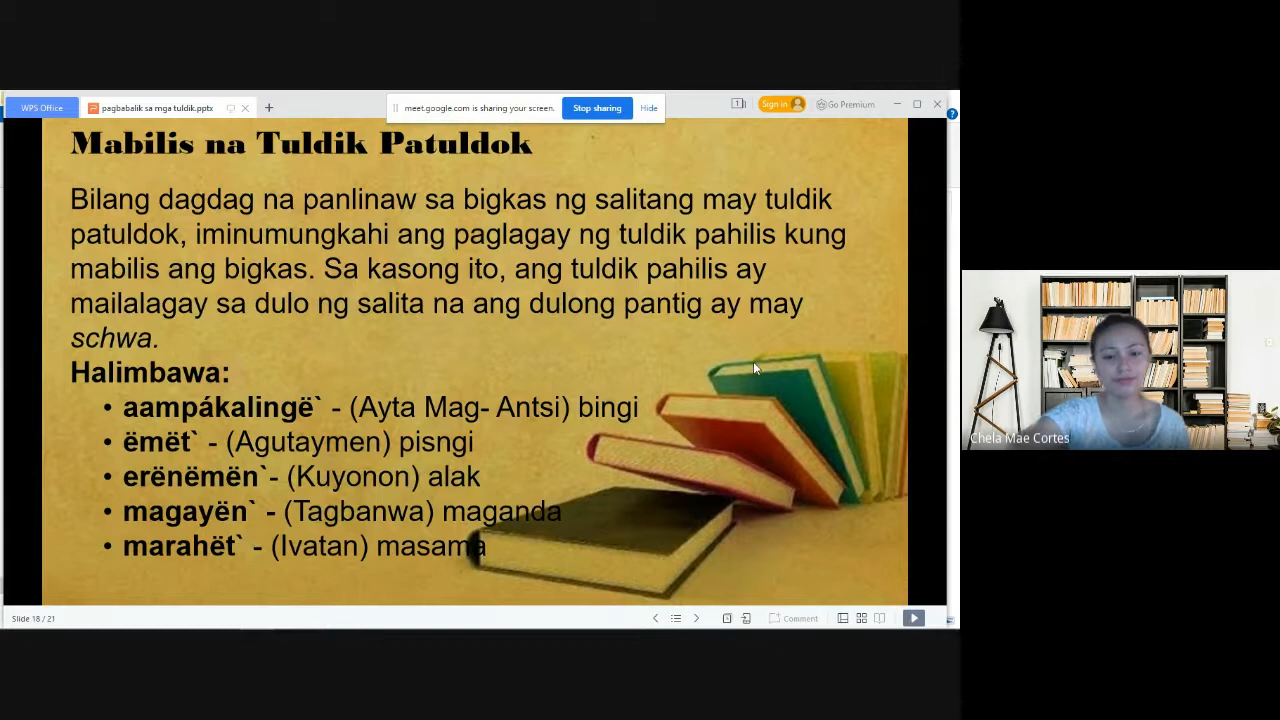 WPS Office
pagbabalik sa mga tuldik.pptx
meet.google.com is sharing your screen.
Stop sharing
Hide
1
Sign in
Go Premium
Mabilis na Tuldik Patuldok
Bilang dagdag na panlinaw sa bigkas ng salitang may tuldik
patuldok, iminumungkahi ang paglagay ng tuldik pahilis kung
mabilis ang bigkas. Sa kasong ito, ang tuldik pahilis ay
mailalagay sa dulo ng salita na ang dulong pantig ay may
schwa.
Halimbawa:
• aampákalingë` - (Ayta Mag- Antsi) bingi
• ëmët` - (Agutaymen) pisngi
• erënëmën`- (Kuyonon) alak
• magayën` - (Tagbanwa) maganda
• marahët` - (Ivatan) masama
Chela Mae Cortes
Slide 18 / 21
Comment